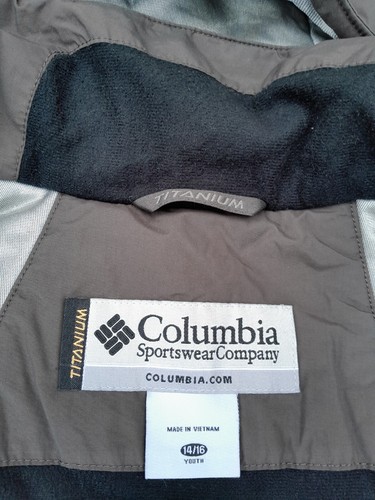 TITANIUM
TITANIUM
Columbia
SportswearCompany
COLUMBIA.COM
MADE IN VIETNAM
14/16
YOUTH